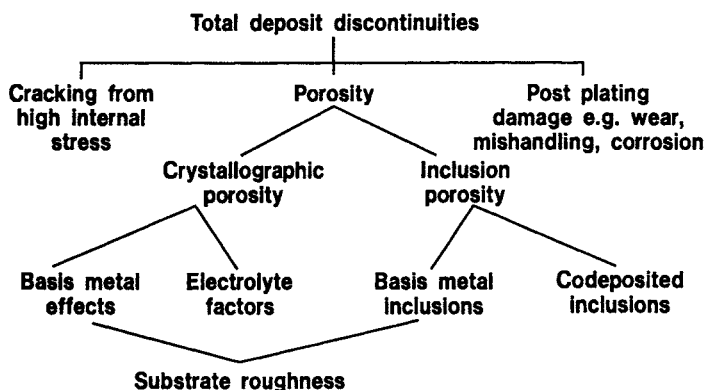 Total deposit discontinuities
Cracking from
high internal
stress
Porosity
Post plating
damage e.g. wear,
mishandling, corrosion
Crystallographic
porosity
Inclusion
porosity
Basis metal
effects
Electrolyte
factors
Basis metal
inclusions
Codeposited
inclusions
Substrate roughness